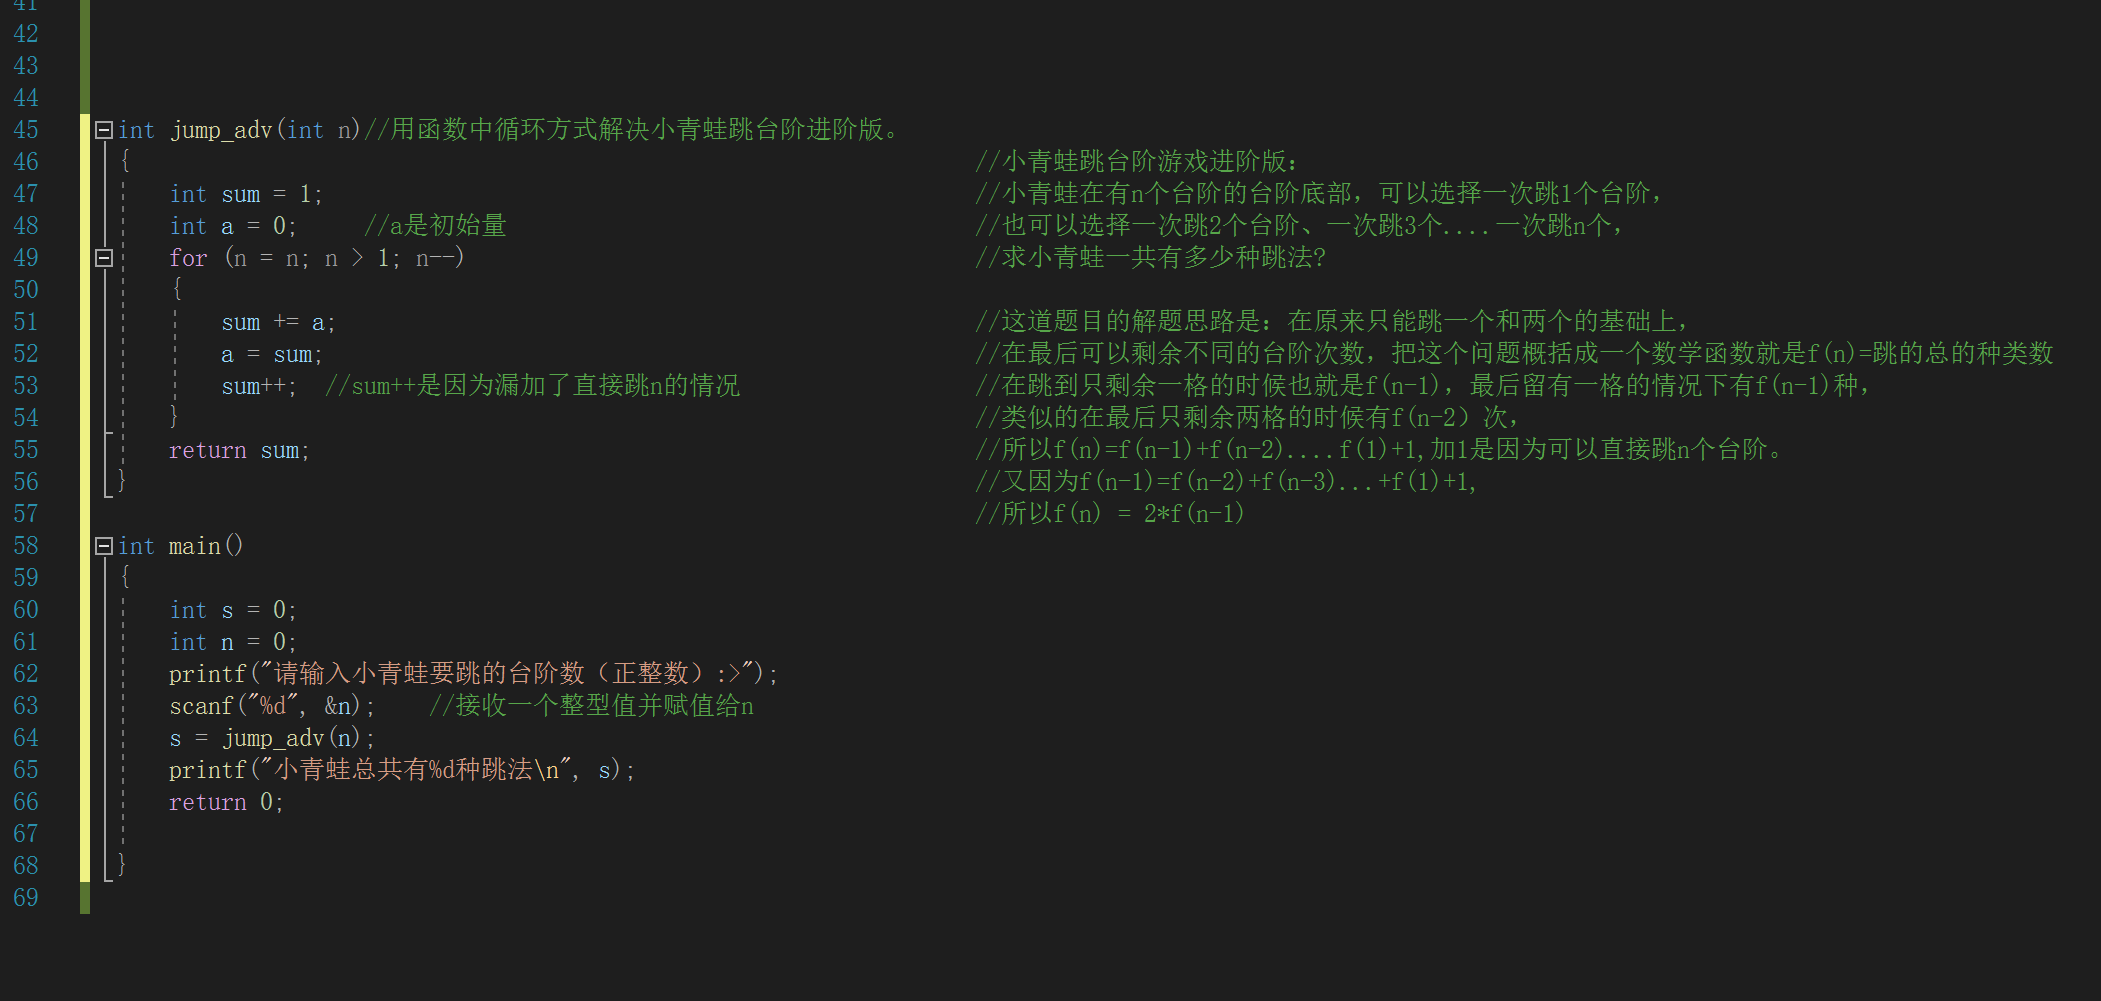 41
42
43
44
45 int jump_adv(int n)//用函数中循环方式解决小青蛙跳台阶进阶版。
46 { //小青蛙跳台阶游戏进阶版:
47 int sum = 1; //小青蛙在有n个台阶的台阶底部，可以选择一次跳1个台阶，
48 int a = 0; //a是初始量 //也可以选择一次跳2个台阶、一次跳3个....一次跳n个，
49 for (n = n; n > 1; n--) //求小青蛙一共有多少种跳法?
50 {
51 sum += a; //这道题目的解题思路是: 在原来只能跳一个和两个的基础上，
52 a = sum; //在最后可以剩余不同的台阶次数，把这个问题概括成一个数学函数就是f(n)=跳的总的种类数
53 sum++; //sum++是因为漏加了直接跳n的情况 //在跳到只剩余一格的时候也就是f(n-1)，最后留有一格的情况下有f(n-1)种，
54 } //类似的在最后只剩余两格的时候有f(n-2）次，
55 return sum; //所以f(n)=f(n-1)+f(n-2)....f(1)+1,加1是因为可以直接跳n个台阶。
56 } //又因为f(n-1)=f(n-2)+f(n-3)...+f(1)+1,
57 //所以f(n) = 2*f(n-1)
58 int main()
59 {
60 int s = 0;
61 int n = 0;
62 printf("请输入小青蛙要跳的台阶数（正整数）:>");
63 scanf("%d", &n); //接收一个整型值并赋值给n
64 s = jump_adv(n);
65 printf("小青蛙总共有%d种跳法\n", s);
66 return 0;
67
68 }
69